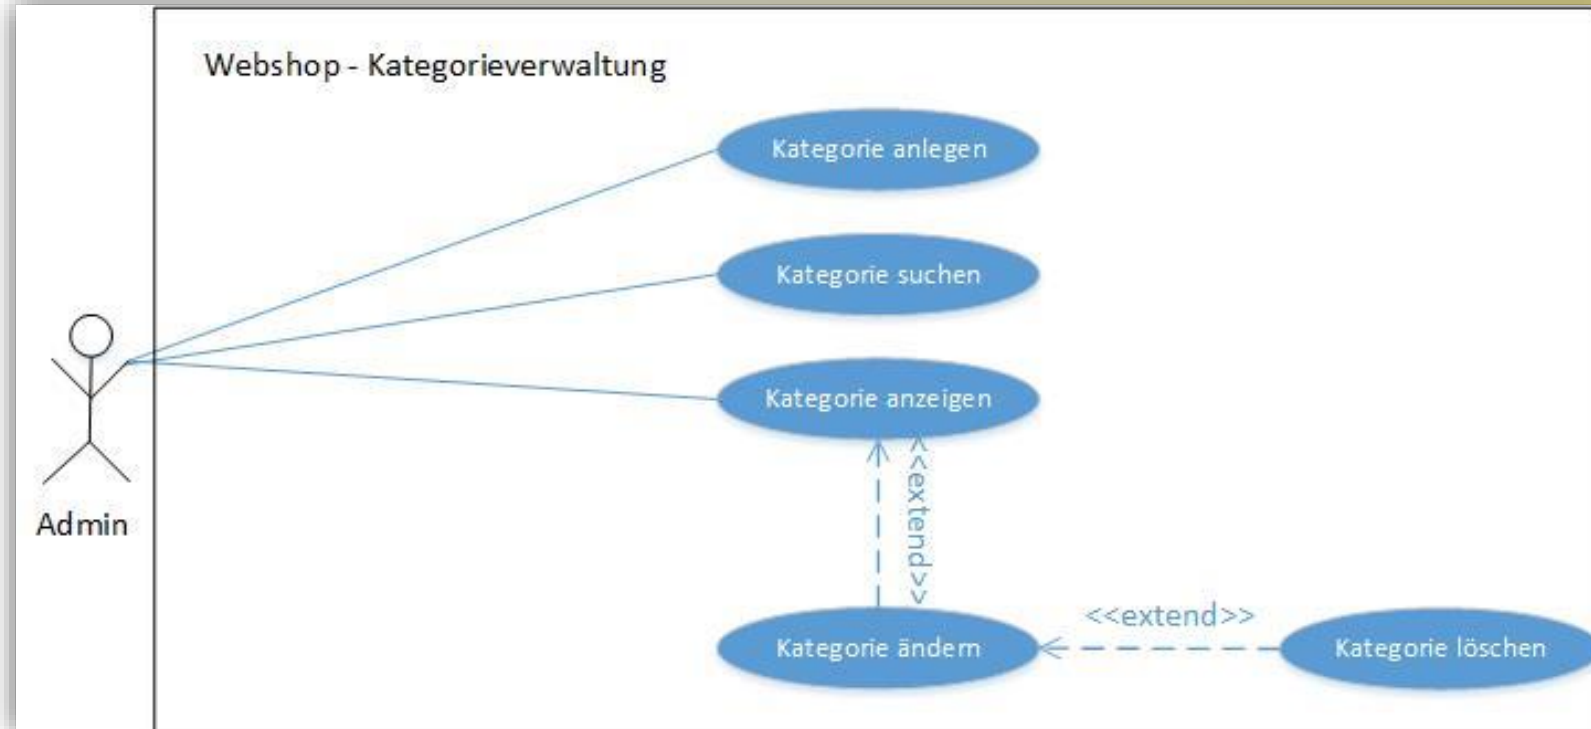 Webshop - Kategorieverwaltung
Kategorie anlegen
Kategorie suchen
Kategorie anzeigen
<<extend>>
Admin
<<extend>>
Kategorie ändern
Kategorie löschen